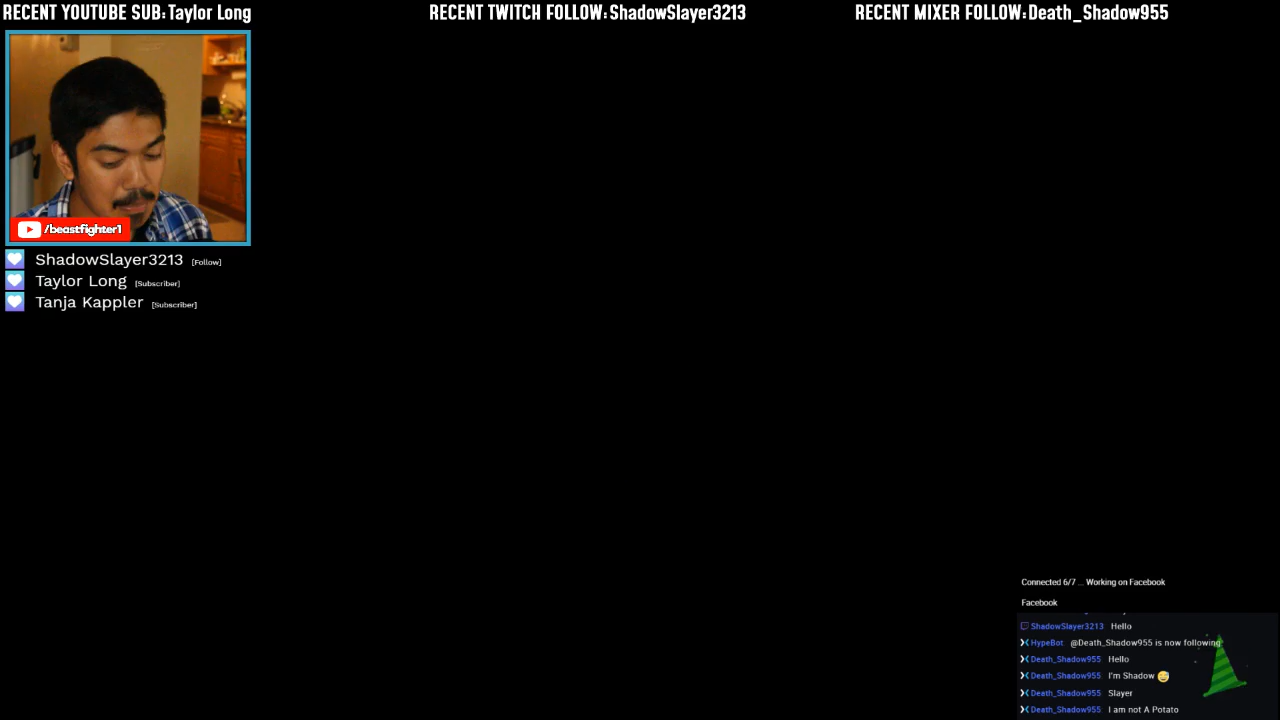 RECENT YOUTUBE SUB: Taylor Long
RECENT TWITCH FOLLOW: ShadowSlayer3213
RECENT MIXER FOLLOW: Death_Shadow955
/beastfighter1
ShadowSlayer3213 [Follow]
Taylor Long [Subscriber]
Tanja Kappler [Subscriber]
Connected 6/7 ... Working on Facebook
Facebook
ShadowSlayer3213 Hello
HypeBot @Death_Shadow955 is now following
Death_Shadow955 Hello
Death_Shadow955 I'm Shadow 😅
Death_Shadow955 Slayer
Death_Shadow955 I am not A Potato